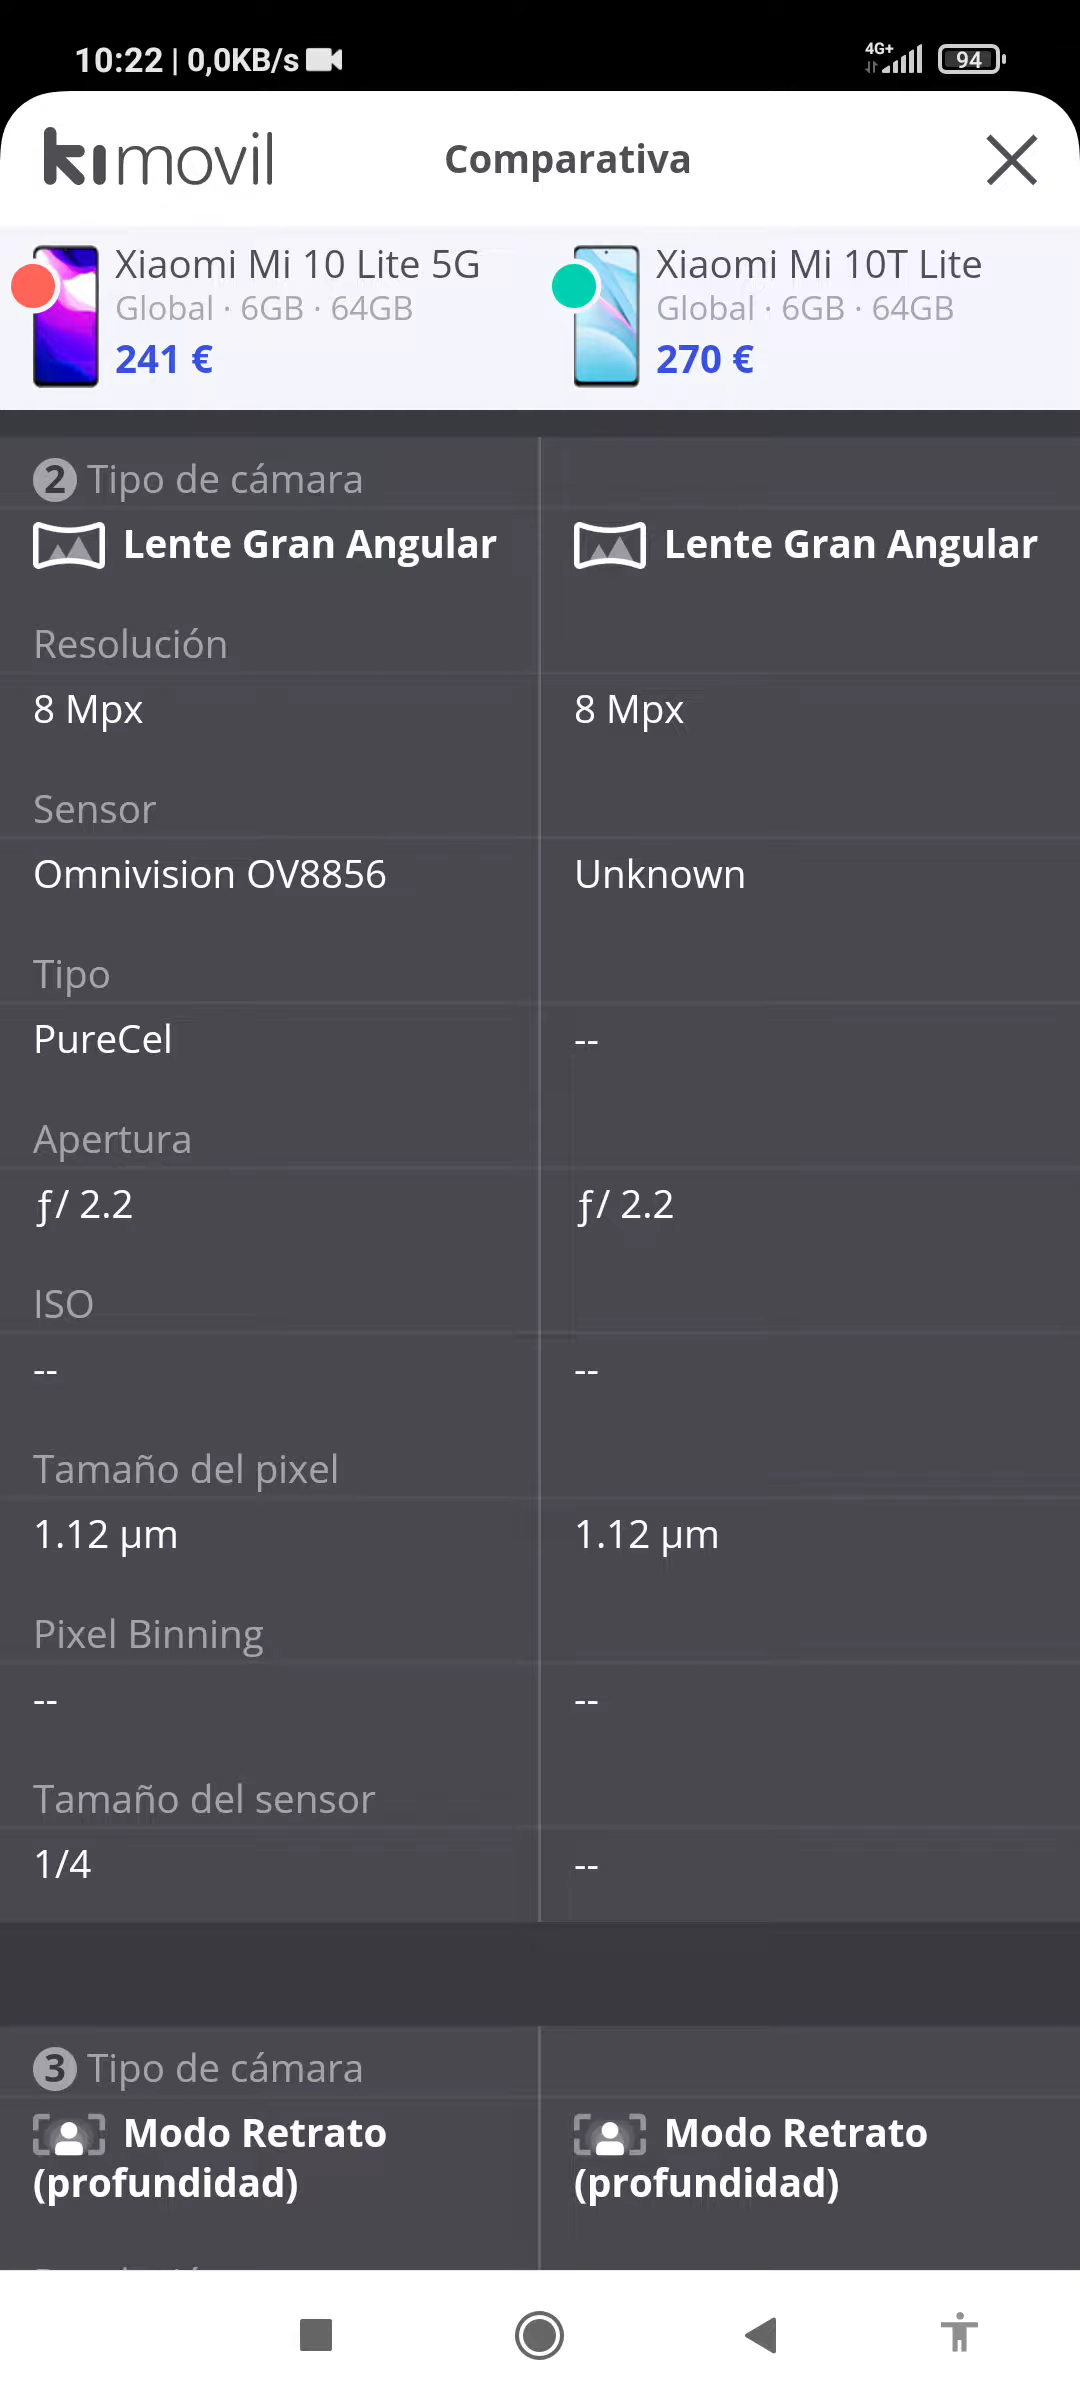 10:22 | 0,0KB/s
4G+
94
kimovil
Comparativa
Xiaomi Mi 10 Lite 5G
Global · 6GB · 64GB
241 €
Xiaomi Mi 10T Lite
Global · 6GB · 64GB
270 €
2 Tipo de cámara
Lente Gran Angular
Lente Gran Angular
Resolución
8 Mpx
8 Mpx
Sensor
Omnivision OV8856
Unknown
Tipo
PureCel
--
Apertura
ƒ/ 2.2
ƒ/ 2.2
ISO
--
--
Tamaño del pixel
1.12 µm
1.12 µm
Pixel Binning
--
--
Tamaño del sensor
1/4
--
3 Tipo de cámara
Modo Retrato
(profundidad)
Modo Retrato
(profundidad)